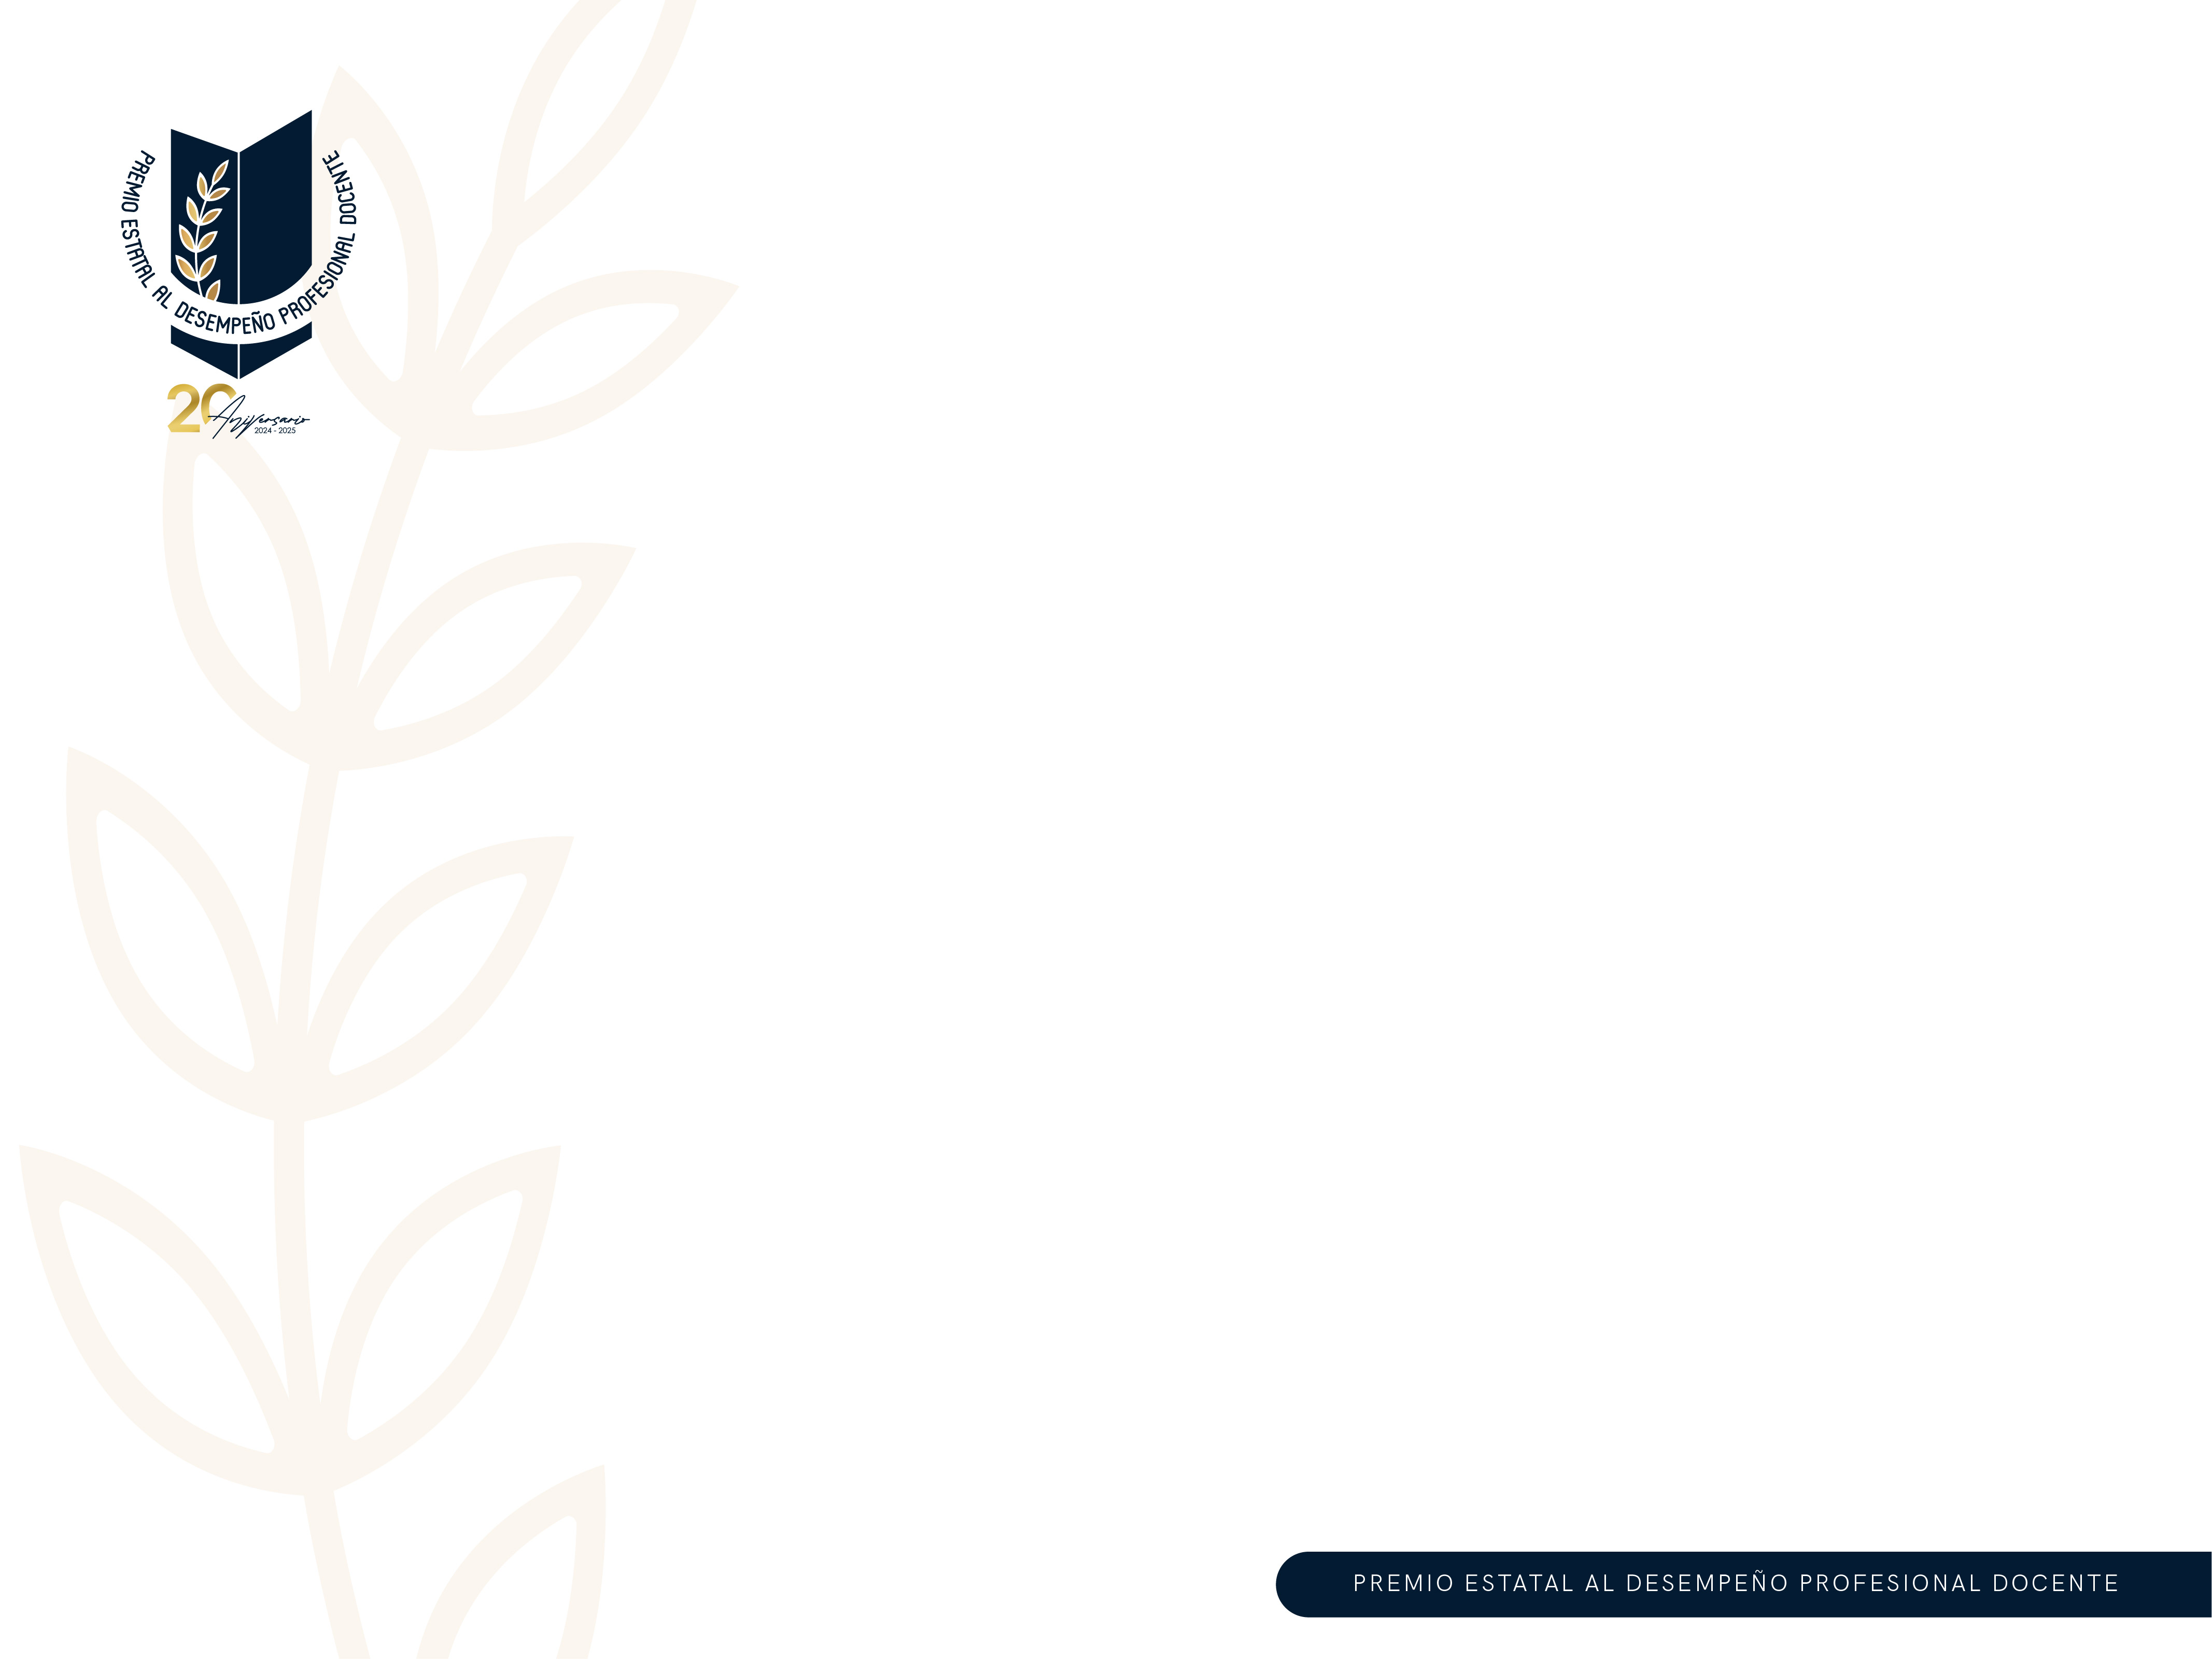 PREMIO ESTATAL AL DESEMPEÑO PROFESIONAL DOCENTE
20 Aniversario
2024 - 2025
PREMIO ESTATAL AL DESEMPEÑO PROFESIONAL DOCENTE